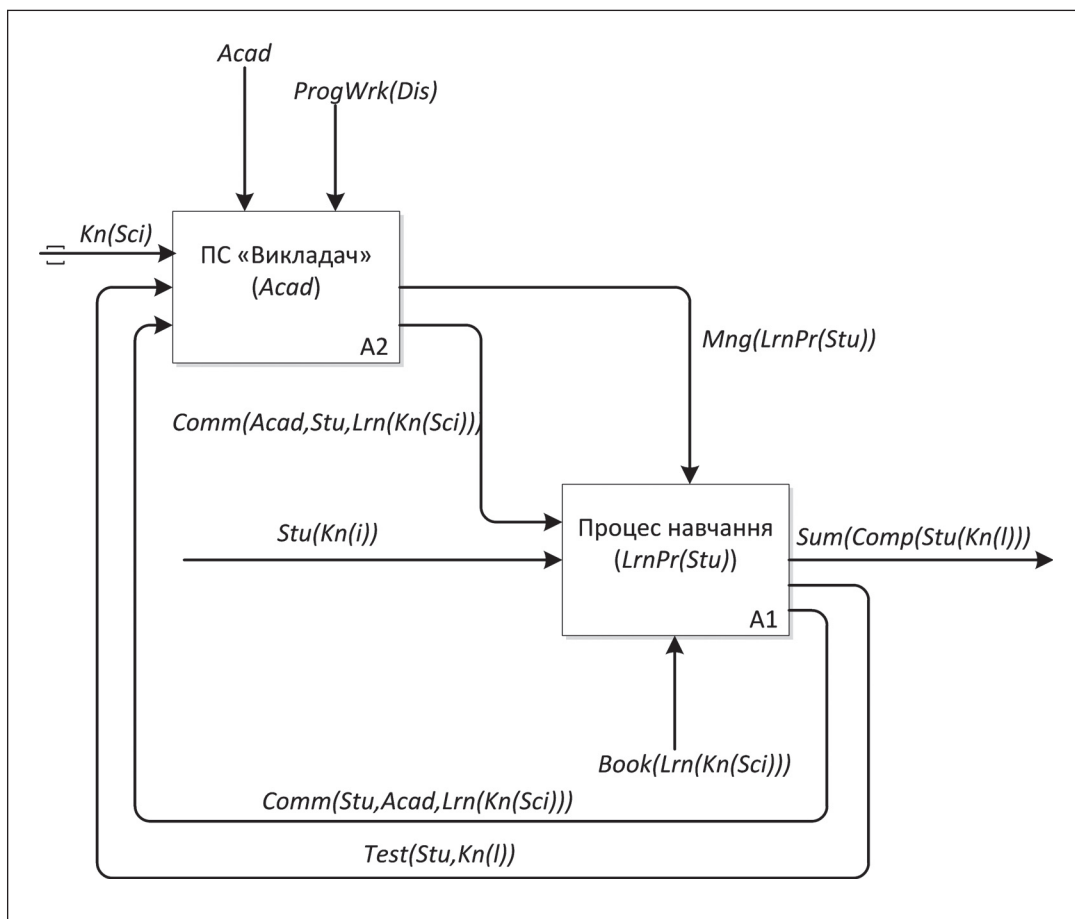 Acad
ProgWrk(Dis)
Kn(Sci)
ПС «Викладач»
(Acad)
A2
Mng(LrnPr(Stu))
Comm(Acad,Stu,Lrn(Kn(Sci)))
Stu(Kn(i))
Процес навчання
(LrnPr(Stu))
A1
Sum(Comp(Stu(Kn(l)))
Book(Lrn(Kn(Sci)))
Comm(Stu,Acad,Lrn(Kn(Sci)))
Test(Stu,Kn(l))